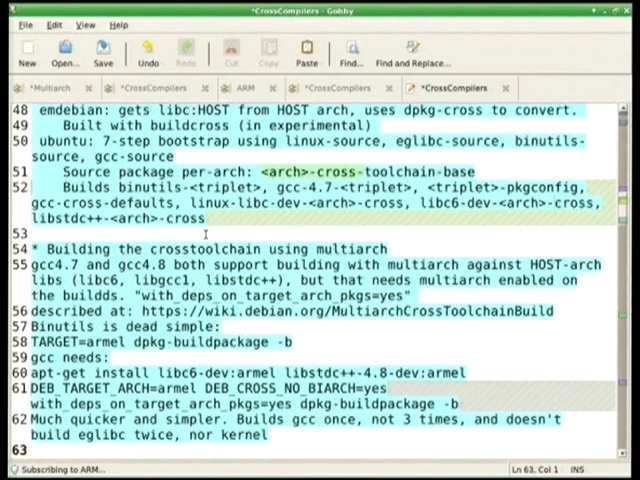 *CrossCompilers - Gobby
File Edit View Help
New Open... Save Undo Redo Cut Copy Paste Find... Find and Replace...
*Multiarch *CrossCompilers ARM *CrossCompilers *CrossCompilers
48 emdebian: gets libc:HOST from HOST arch, uses dpkg-cross to convert.
49 Built with buildcross (in experimental)
50 ubuntu: 7-step bootstrap using linux-source, eglibc-source, binutils-
source, gcc-source
51 Source package per-arch: <arch>-cross-toolchain-base
52 Builds binutils-<triplet>, gcc-4.7-<triplet>, <triplet>-pkgconfig,
gcc-cross-defaults, linux-libc-dev-<arch>-cross, libc6-dev-<arch>-cross,
libstdc++-<arch>-cross
53
54 * Building the crosstoolchain using multiarch
55 gcc4.7 and gcc4.8 both support building with multiarch against HOST-arch
libs (libc6, libgcc1, libstdc++), but that needs multiarch enabled on
the buildds. "with_deps_on_target_arch_pkgs=yes"
56 described at: https://wiki.debian.org/MultiarchCrossToolchainBuild
57 Binutils is dead simple:
58 TARGET=armel dpkg-buildpackage -b
59 gcc needs:
60 apt-get install libc6-dev:armel libstdc++-4.8-dev:armel
61 DEB_TARGET_ARCH=armel DEB_CROSS_NO_BIARCH=yes
with_deps_on_target_arch_pkgs=yes dpkg-buildpackage -b
62 Much quicker and simpler. Builds gcc once, not 3 times, and doesn't
build eglibc twice, nor kernel
63
Subscribing to ARM... Ln 63, Col 1 INS